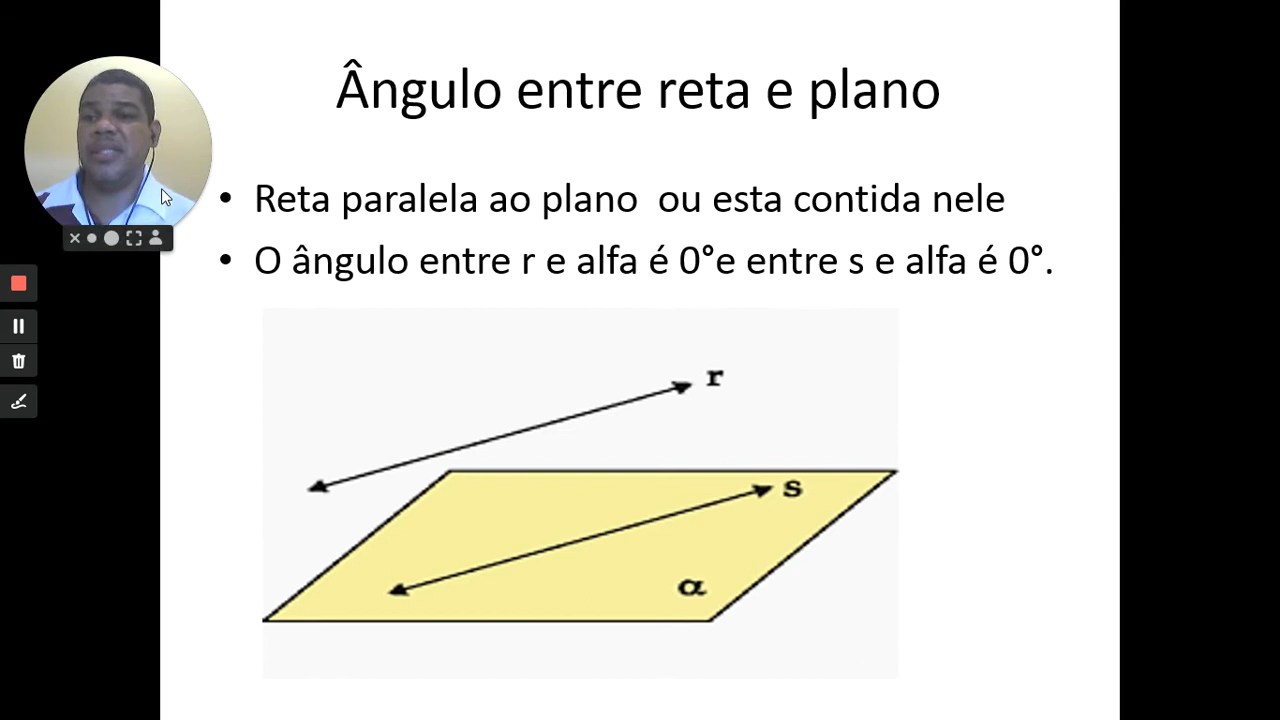 Ângulo entre reta e plano
• Reta paralela ao plano  ou esta contida nele
• O ângulo entre r e alfa é 0°e entre s e alfa é 0°.
r
s
α